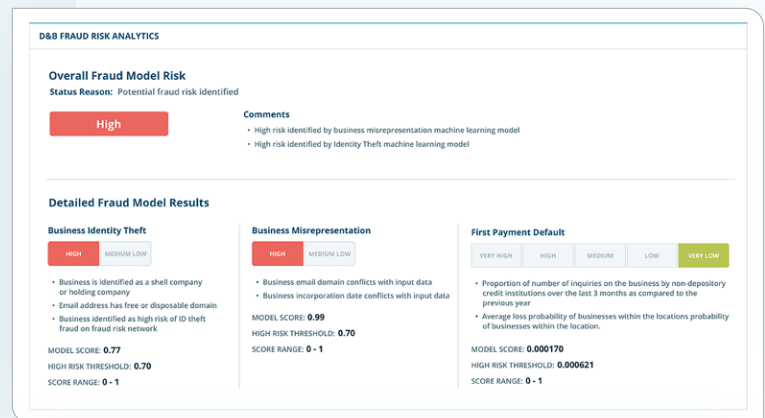 D&B FRAUD RISK ANALYTICS
Overall Fraud Model Risk
Status Reason: Potential fraud risk identified
High
Comments
• High risk identified by business misrepresentation machine learning model
• High risk identified by Identity Theft machine learning model
Detailed Fraud Model Results
Business Identity Theft
HIGH MEDIUM LOW
• Business is identified as a shell company
or holding company
• Email address has free or disposable domain
• Business identified as high risk of ID theft
fraud on fraud risk network
MODEL SCORE: 0.77
HIGH RISK THRESHOLD: 0.70
SCORE RANGE: 0 - 1
Business Misrepresentation
HIGH MEDIUM LOW
• Business email domain conflicts with input data
• Business incorporation date conflicts with input data
MODEL SCORE: 0.99
HIGH RISK THRESHOLD: 0.70
SCORE RANGE: 0 - 1
First Payment Default
VERY HIGH HIGH MEDIUM LOW VERY LOW
• Proportion of number of inquiries on the business by non-depository
credit institutions over the last 3 months as compared to the
previous year
• Average loss probability of businesses within the locations probability
of businesses within the location.
MODEL SCORE: 0.000170
HIGH RISK THRESHOLD: 0.000621
SCORE RANGE: 0 - 1